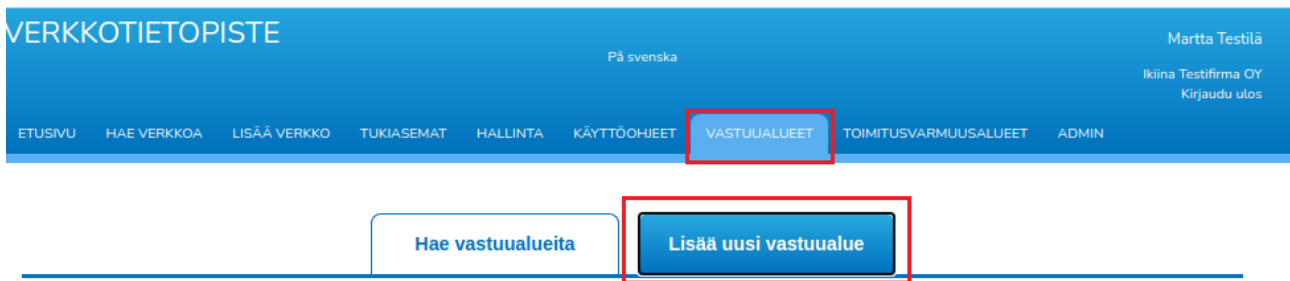 VERKKOTIETOPISTE
På svenska
Martta Testilä
Ikiina Testifirma OY
Kirjaudu ulos
ETUSIVU HAE VERKKOA LISÄÄ VERKKO TUKIASEMAT HALLINTA KÄYTTÖOHJEET VASTUUALUEET TOIMITUSVARMUUSALUEET ADMIN
Hae vastuualueita Lisää uusi vastuualue